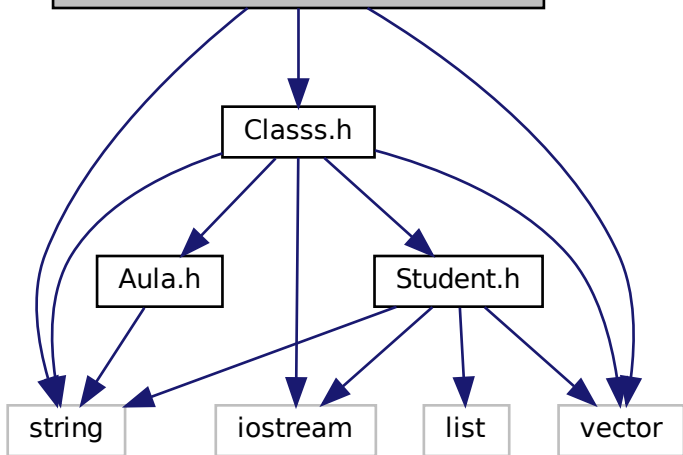 Classs.h
Aula.h
Student.h
string
iostream
list
vector